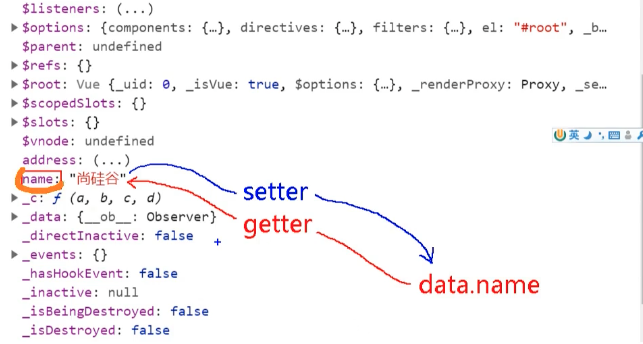 $listeners: (...)
$options: {components: {…}, directives: {…}, filters: {…}, el: "#root", _b…
$parent: undefined
$refs: {}
$root: Vue {_uid: 0, _isVue: true, $options: {…}, _renderProxy: Proxy, _se…
$scopedSlots: {}
$slots: {}
$vnode: undefined
英
address: (...)
name: "尚硅谷"
setter
_c: ƒ (a, b, c, d)
_data: {__ob__: Observer}
getter
_directInactive: false
_events: {}
data.name
_hasHookEvent: false
_inactive: null
_isBeingDestroyed: false
_isDestroyed: false